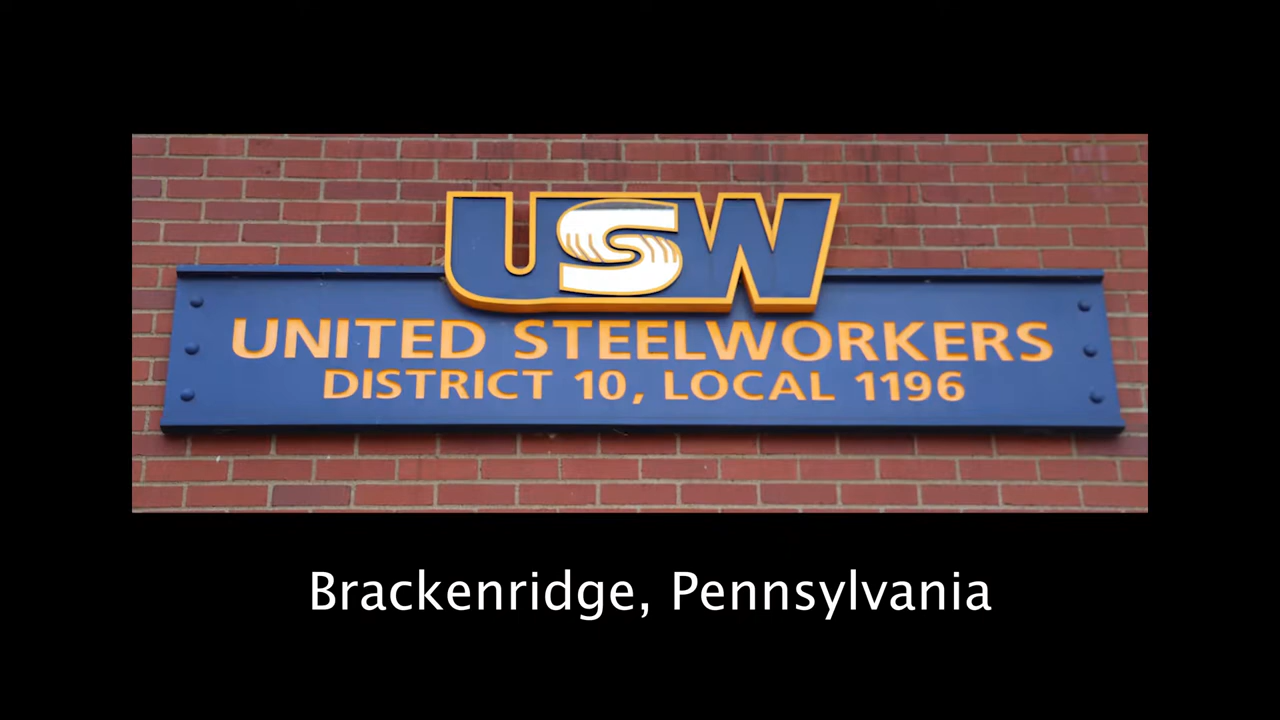 USW
UNITED STEELWORKERS
DISTRICT 10, LOCAL 1196
Brackenridge, Pennsylvania